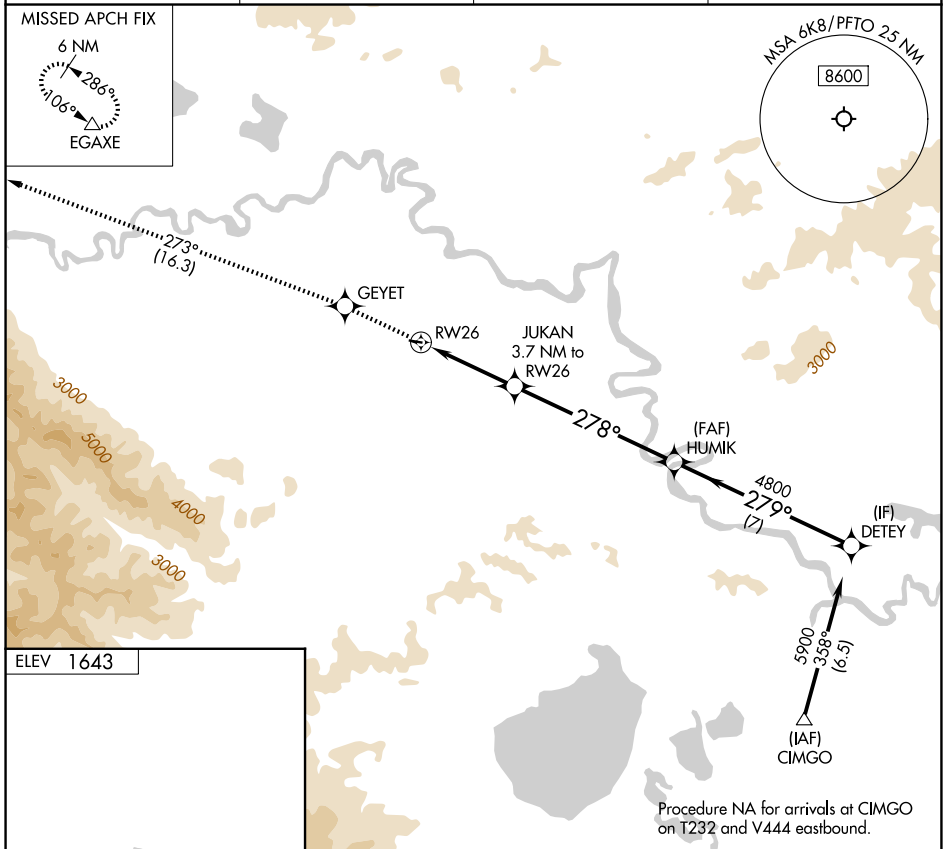 MISSED APCH FIX
6 NM
286°
106°
EGAXE
MSA 6K8/PFTO 25 NM
8600
273°
(16.3)
GEYET
RW26
JUKAN
3.7 NM to
RW26
278°
(FAF)
HUMIK
4800
279°
(7)
(IF)
DETEY
3000
3000
5000
4000
3000
5900
358°
(6.5)
(IAF)
CIMGO
ELEV 1643
Procedure NA for arrivals at CIMGO
on T232 and V444 eastbound.